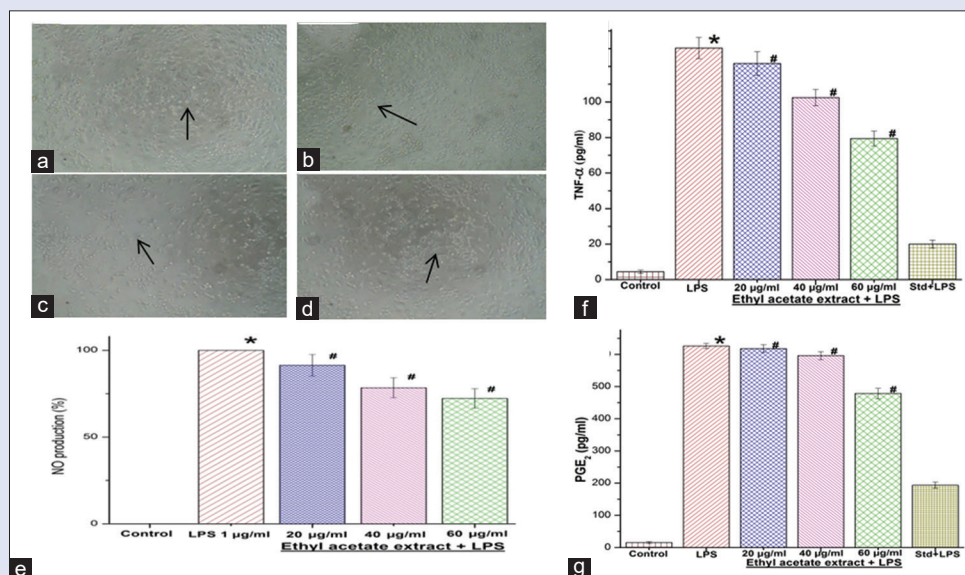 a
b
c
d
NO production (%)
100
75
0
*
#
#
#
Control
LPS 1 µg/ml
20 µg/ml
40 µg/ml
60 µg/ml
Ethyl acetate extract + LPS
e
TNF-α (pg/ml)
100
80
60
40
20
0
*
#
#
#
Control
LPS
20 µg/ml
40 µg/ml
60 µg/ml
Std+LPS
Ethyl acetate extract + LPS
f
PGE₂ (pg/ml)
500
400
300
200
100
0
*
#
#
#
Control
LPS
20 µg/ml
40 µg/ml
60 µg/ml
Std+LPS
Ethyl acetate extract + LPS
g